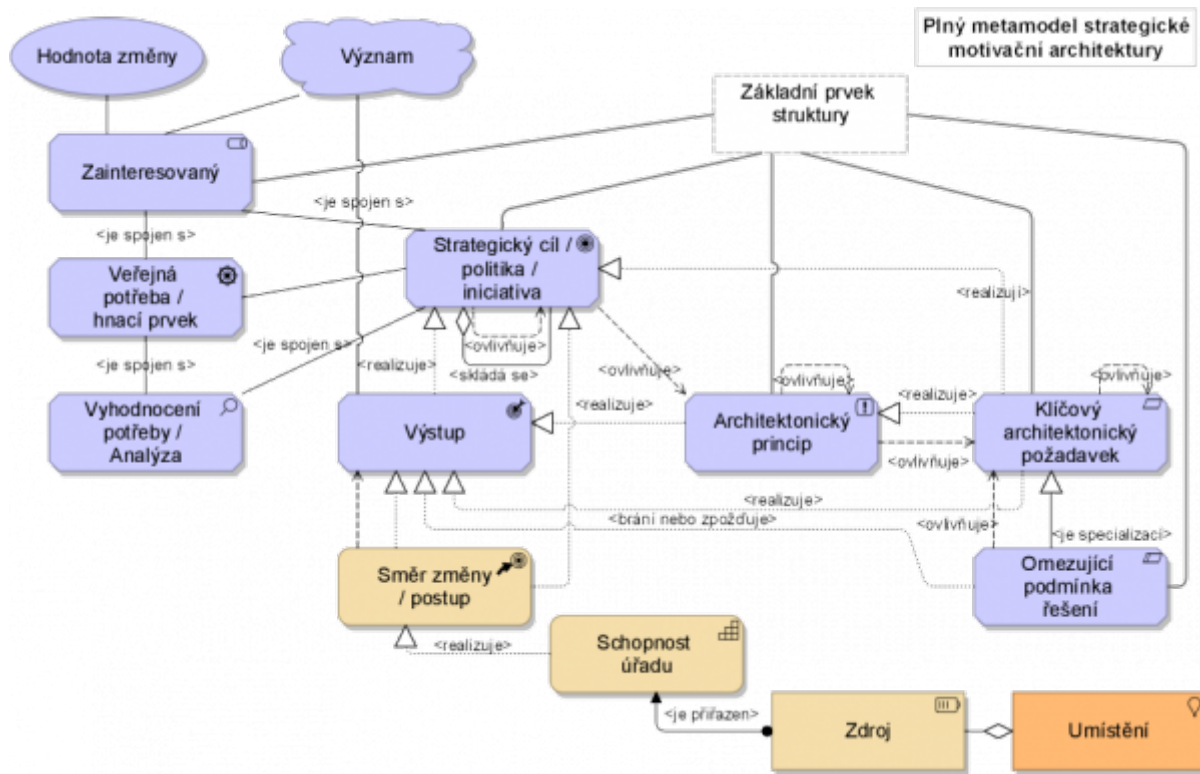 Plný metamodel strategické
motivační architektury
Hodnota změny
Význam
Základní prvek
struktury
Zainteresovaný
<je spojen s>
<je spojen s>
Strategický cíl /
politika /
iniciativa
Veřejná
potřeba /
hnací prvek
<realizují>
<ovlivňuje>
<je spojen s>
<je spojen s>
<realizuje>
<skládá se>
<ovlivňuje>
<ovlivňuje>
<ovlivňuje>
<realizuje>
<realizuje>
Vyhodnocení
potřeby /
Analýza
Výstup
Architektonický
princip
Klíčový
architektonický
požadavek
<ovlivňuje>
<realizuje>
<brání nebo zpožďuje>
<ovlivňuje>
<je specializací>
Směr změny
/ postup
Omezující
podmínka
řešení
<realizuje>
Schopnost
úřadu
<je přiřazen>
Zdroj
Umístění